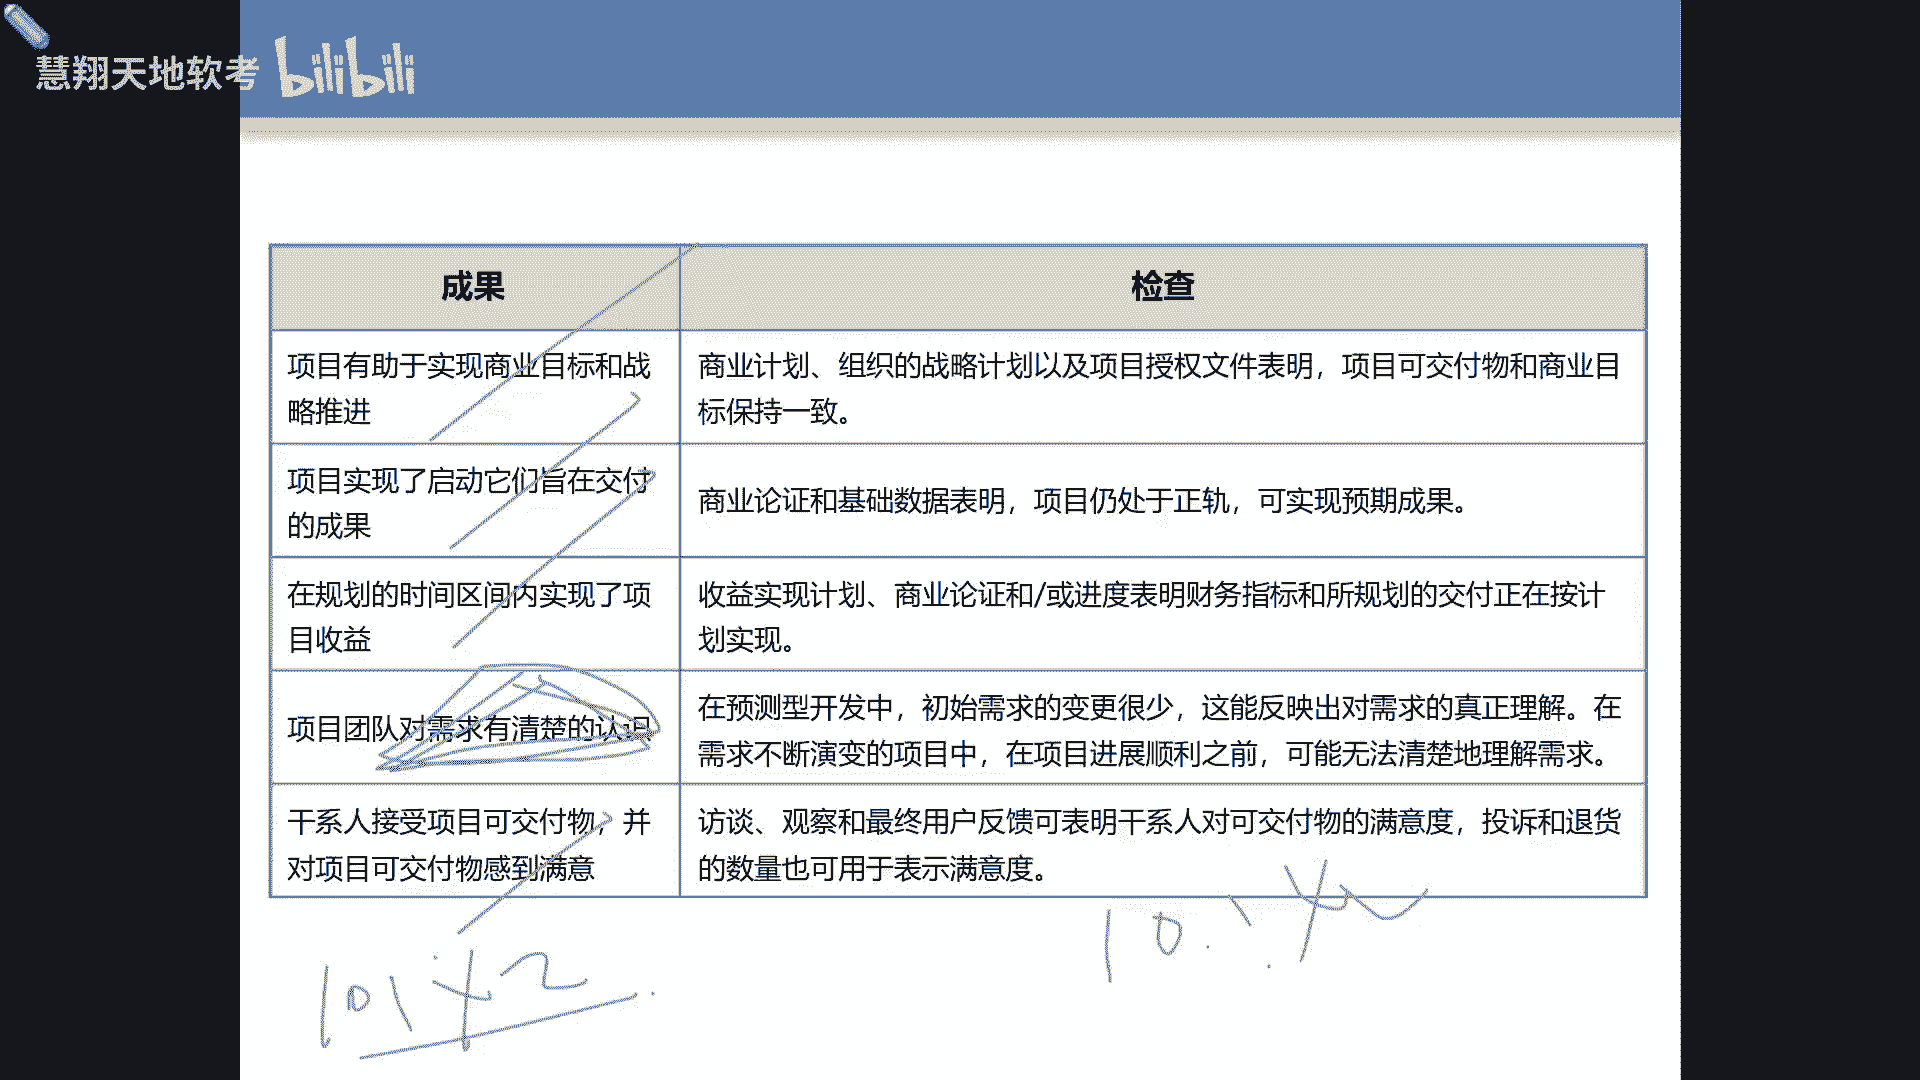 慧翔天地软考 bilibili
成果 检查
项目有助于实现商业目标和战
略推进
商业计划、组织的战略计划以及项目授权文件表明，项目可交付物和商业目
标保持一致。
项目实现了启动它们旨在交付
的成果
商业论证和基础数据表明，项目仍处于正轨，可实现预期成果。
在规划的时间区间内实现了项
目收益
收益实现计划、商业论证和/或进度表明财务指标和所规划的交付正在按计
划实现。
项目团队对需求有清楚的认识
在预测型开发中，初始需求的变更很少，这能反映出对需求的真正理解。在
需求不断演变的项目中，在项目进展顺利之前，可能无法清楚地理解需求。
干系人接受项目可交付物，并
对项目可交付物感到满意
访谈、观察和最终用户反馈可表明干系人对可交付物的满意度，投诉和退货
的数量也可用于表示满意度。